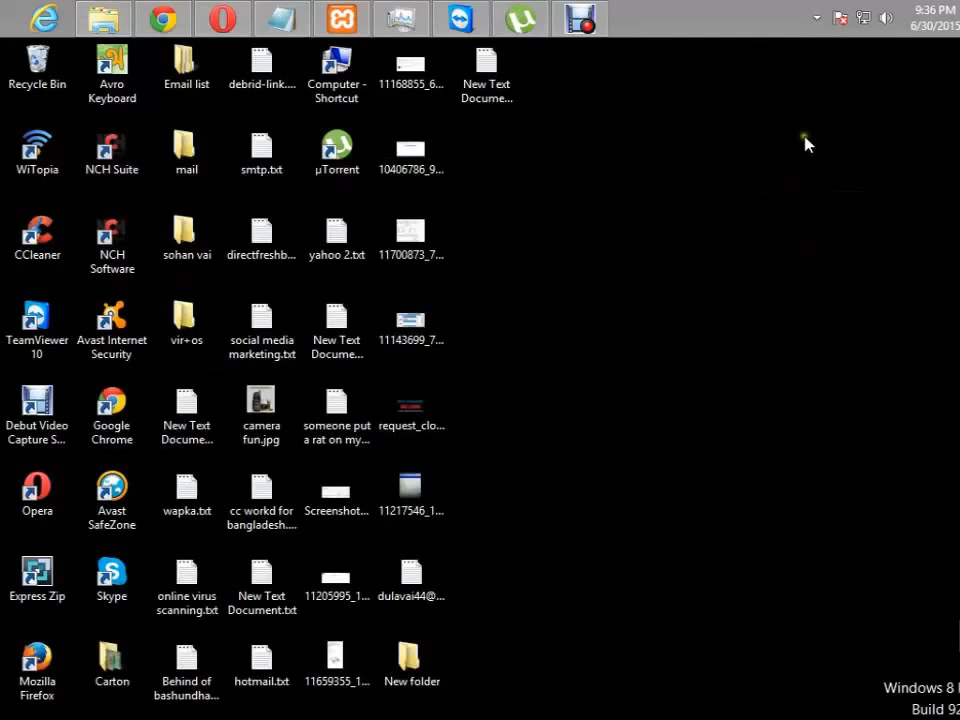 9:36 PM
6/30/2015
Recycle Bin
Avro
Keyboard
Email list
debrid-link....
Computer -
Shortcut
11168855_6...
New Text
Docume...
WiTopia
NCH Suite
mail
smtp.txt
µTorrent
10406786_9...
CCleaner
NCH
Software
sohan vai
directfreshb...
yahoo 2.txt
11700873_7...
TeamViewer
10
Avast Internet
Security
vir+os
social media
marketing.txt
New Text
Docume...
11143699_7...
Debut Video
Capture S...
Google
Chrome
New Text
Docume...
camera
fun.jpg
someone put
a rat on my...
request_clo...
Opera
Avast
SafeZone
wapka.txt
cc workd for
bangladesh....
Screenshot...
11217546_1...
Express Zip
Skype
online virus
scanning.txt
New Text
Document.txt
11205995_1...
dulavai44@...
Mozilla
Firefox
Carton
Behind of
bashundha...
hotmail.txt
11659355_1...
New folder
Windows 8
Build 92